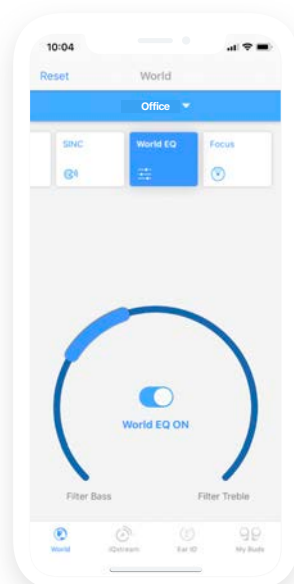 10:04
Reset World
Office
SINC World EQ Focus
World EQ ON
Filter Bass Filter Treble
World iQstream Ear ID My Buds